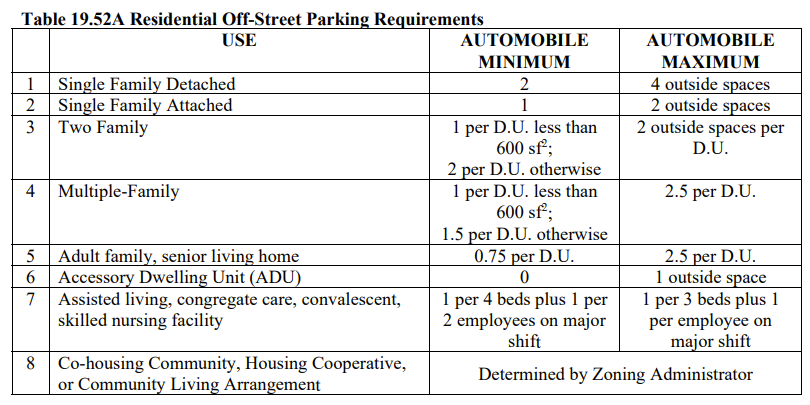 Table 19.52A Residential Off-Street Parking Requirements
USE
AUTOMOBILE
MINIMUM
AUTOMOBILE
MAXIMUM
1 Single Family Detached 2 4 outside spaces
2 Single Family Attached 1 2 outside spaces
3 Two Family
1 per D.U. less than
600 sf²;
2 per D.U. otherwise
2 outside spaces per
D.U.
4 Multiple-Family
1 per D.U. less than
600 sf²;
1.5 per D.U. otherwise
2.5 per D.U.
5 Adult family, senior living home 0.75 per D.U. 2.5 per D.U.
6 Accessory Dwelling Unit (ADU) 0 1 outside space
7 Assisted living, congregate care, convalescent,
skilled nursing facility
1 per 4 beds plus 1 per
2 employees on major
shift
1 per 3 beds plus 1
per employee on
major shift
8 Co-housing Community, Housing Cooperative,
or Community Living Arrangement
Determined by Zoning Administrator